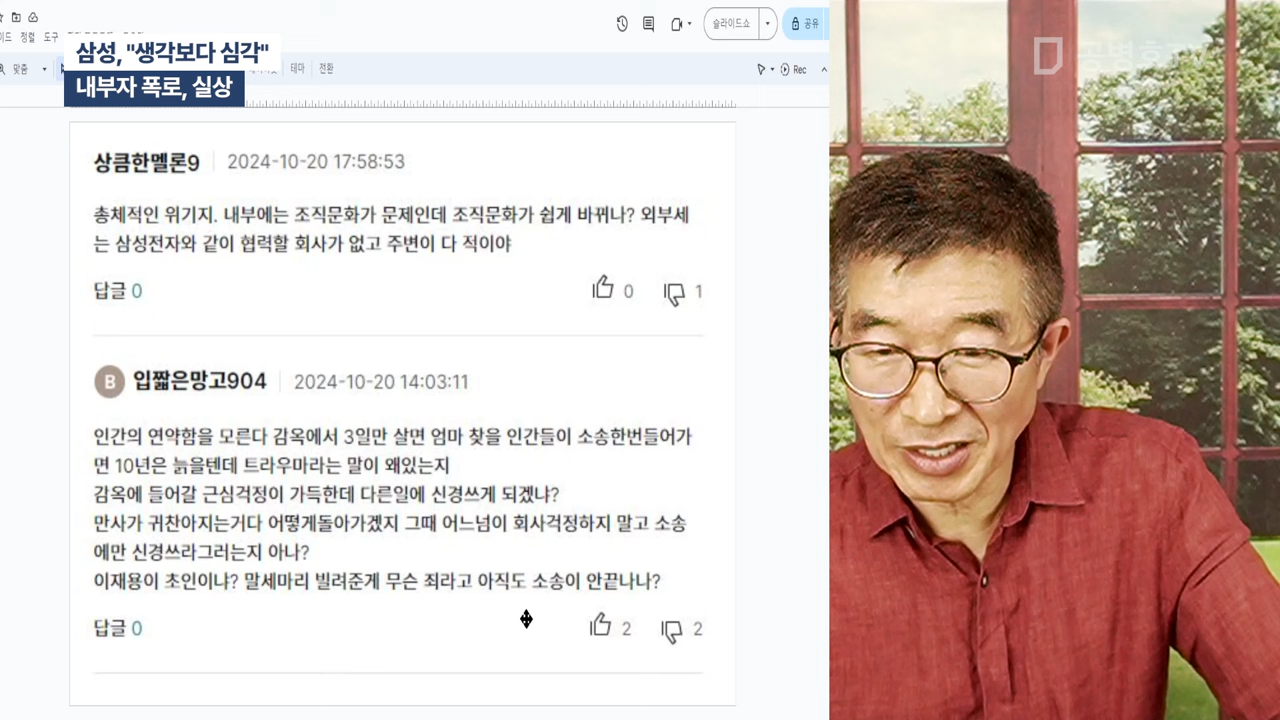 슬라이드쇼
공유
정렬 도구
삼성, "생각보다 심각"
내부자 폭로, 실상
맞춤
테마
전환
Rec
공병호TV
상큼한멜론9 2024-10-20 17:58:53
총체적인 위기지. 내부에는 조직문화가 문제인데 조직문화가 쉽게 바뀌나? 외부세
는 삼성전자와 같이 협력할 회사가 없고 주변이 다 적이야
답글 0
0
1
B 입짧은망고904 2024-10-20 14:03:11
인간의 연약함을 모른다 감옥에서 3일만 살면 엄마 찾을 인간들이 소송한번들어가
면 10년은 늙을텐데 트라우마라는 말이 왜있는지
감옥에 들어갈 근심걱정이 가득한데 다른일에 신경쓰게 되겠냐?
만사가 귀찬아지는거다 어떻게돌아가겠지 그때 어느넘이 회사걱정하지 말고 소송
에만 신경쓰라그러는지 아나?
이재용이 초인이냐? 말세마리 빌려준게 무슨 죄라고 아직도 소송이 안끝나나?
답글 0
2
2